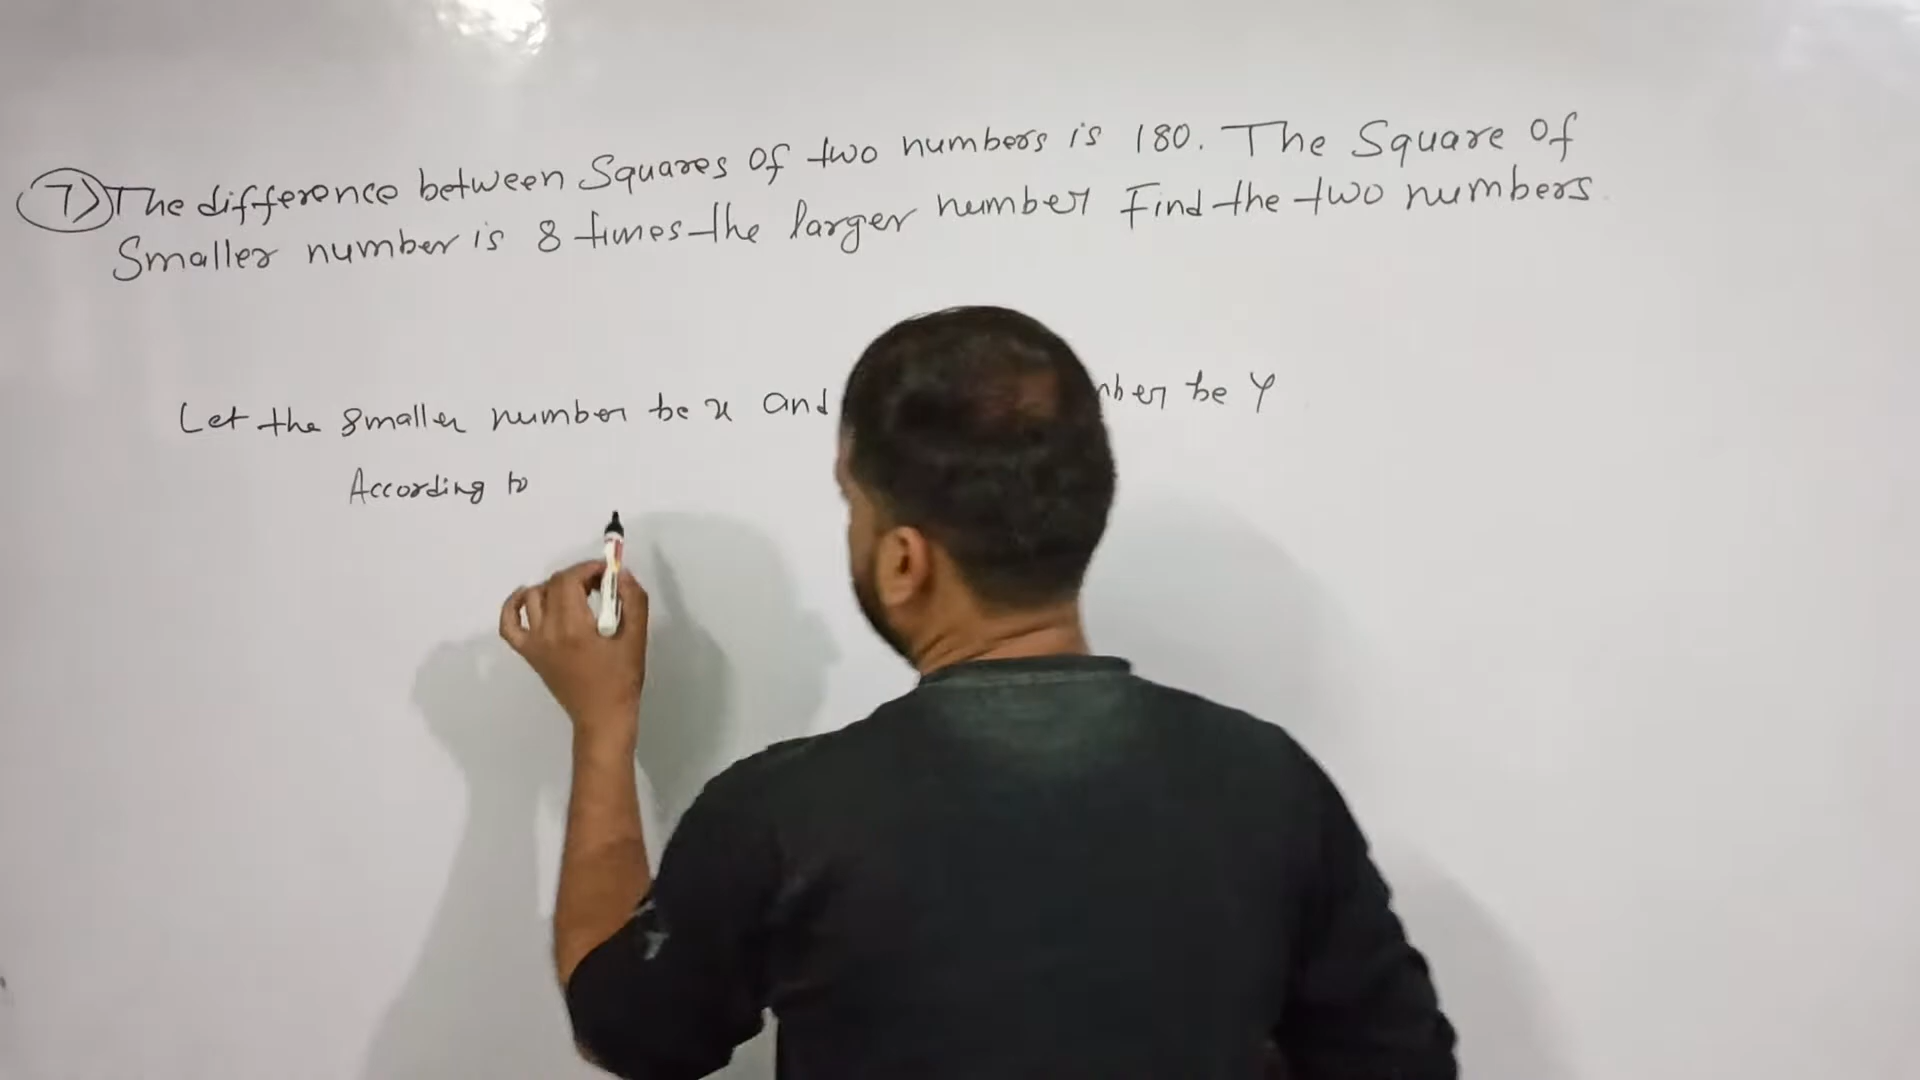 7) The difference between Squares of two numbers is 180. The Square of
Smaller number is 8 times the larger number Find the two numbers.
Let the smaller number be x and be y
According to